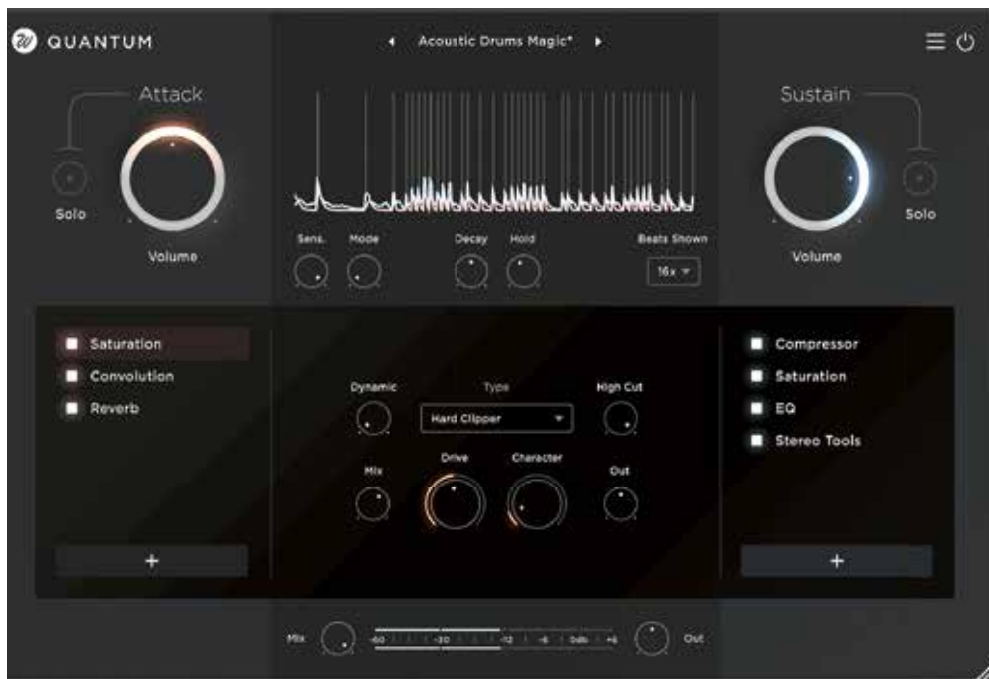 QUANTUM
Acoustic Drums Magic*
Attack
Sustain
Solo
Solo
Volume
Volume
Sens.
Mode
Decay
Hold
Beats Shown
16x
Saturation
Convolution
Reverb
Dynamic
Type
High Cut
Hard Clipper
Mix
Drive
Character
Out
+
Compressor
Saturation
EQ
Stereo Tools
+
Mix
-60 -30 -12 -6 0db +6
Out